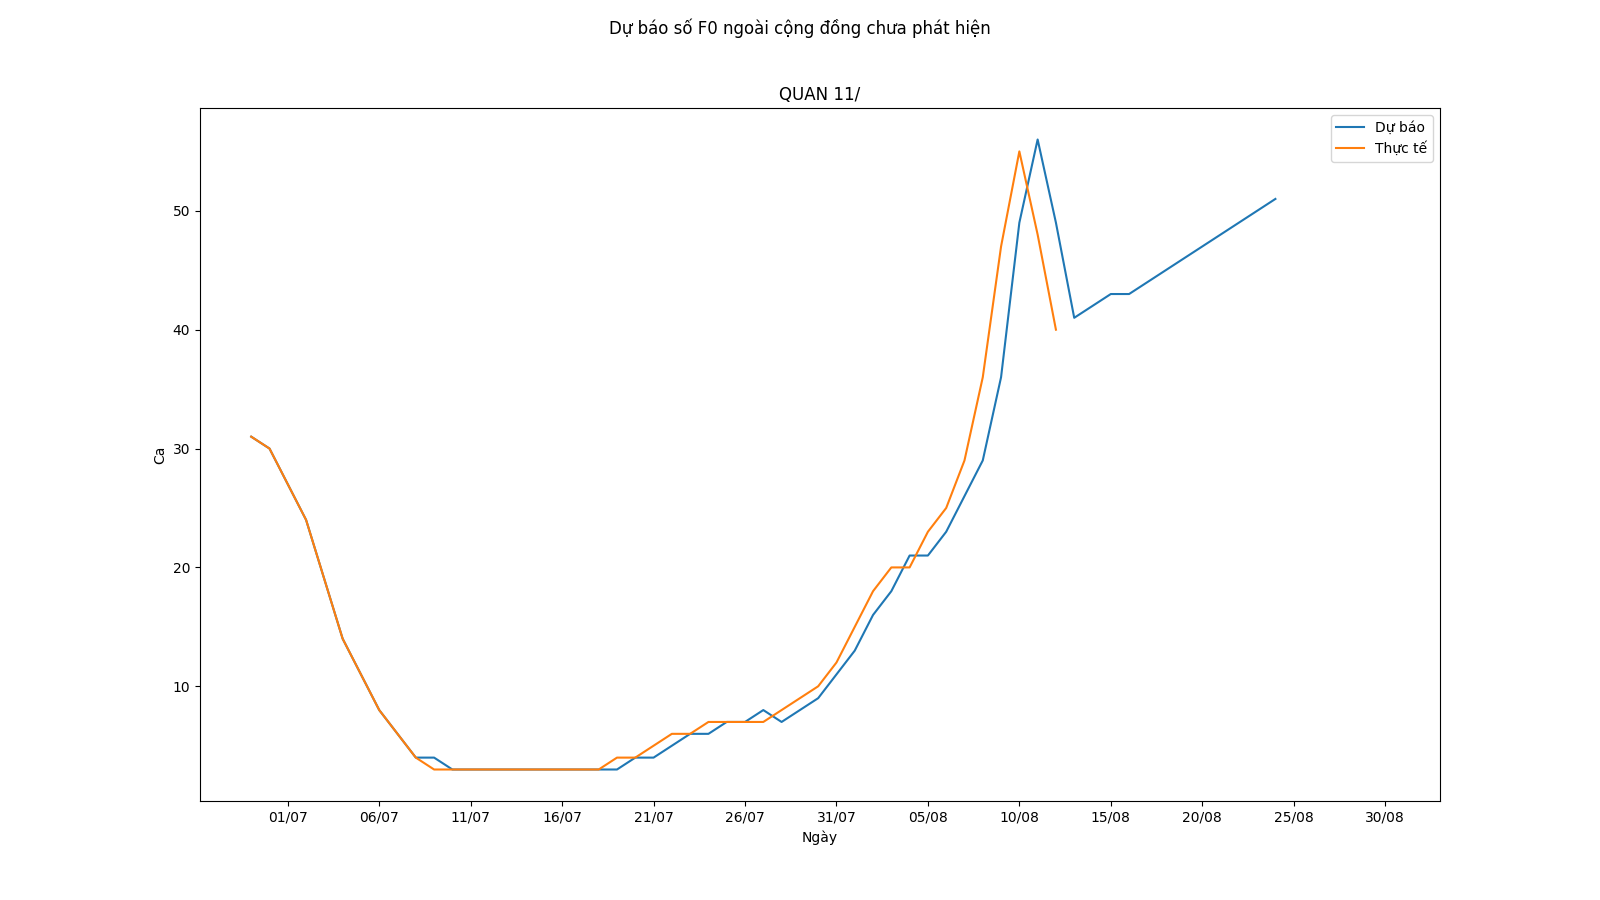 Dự báo số F0 ngoài cộng đồng chưa phát hiện
QUAN 11/
Dự báo
Thực tế
50
40
30
20
10
Ca
01/07 06/07 11/07 16/07 21/07 26/07 31/07 05/08 10/08 15/08 20/08 25/08 30/08
Ngày